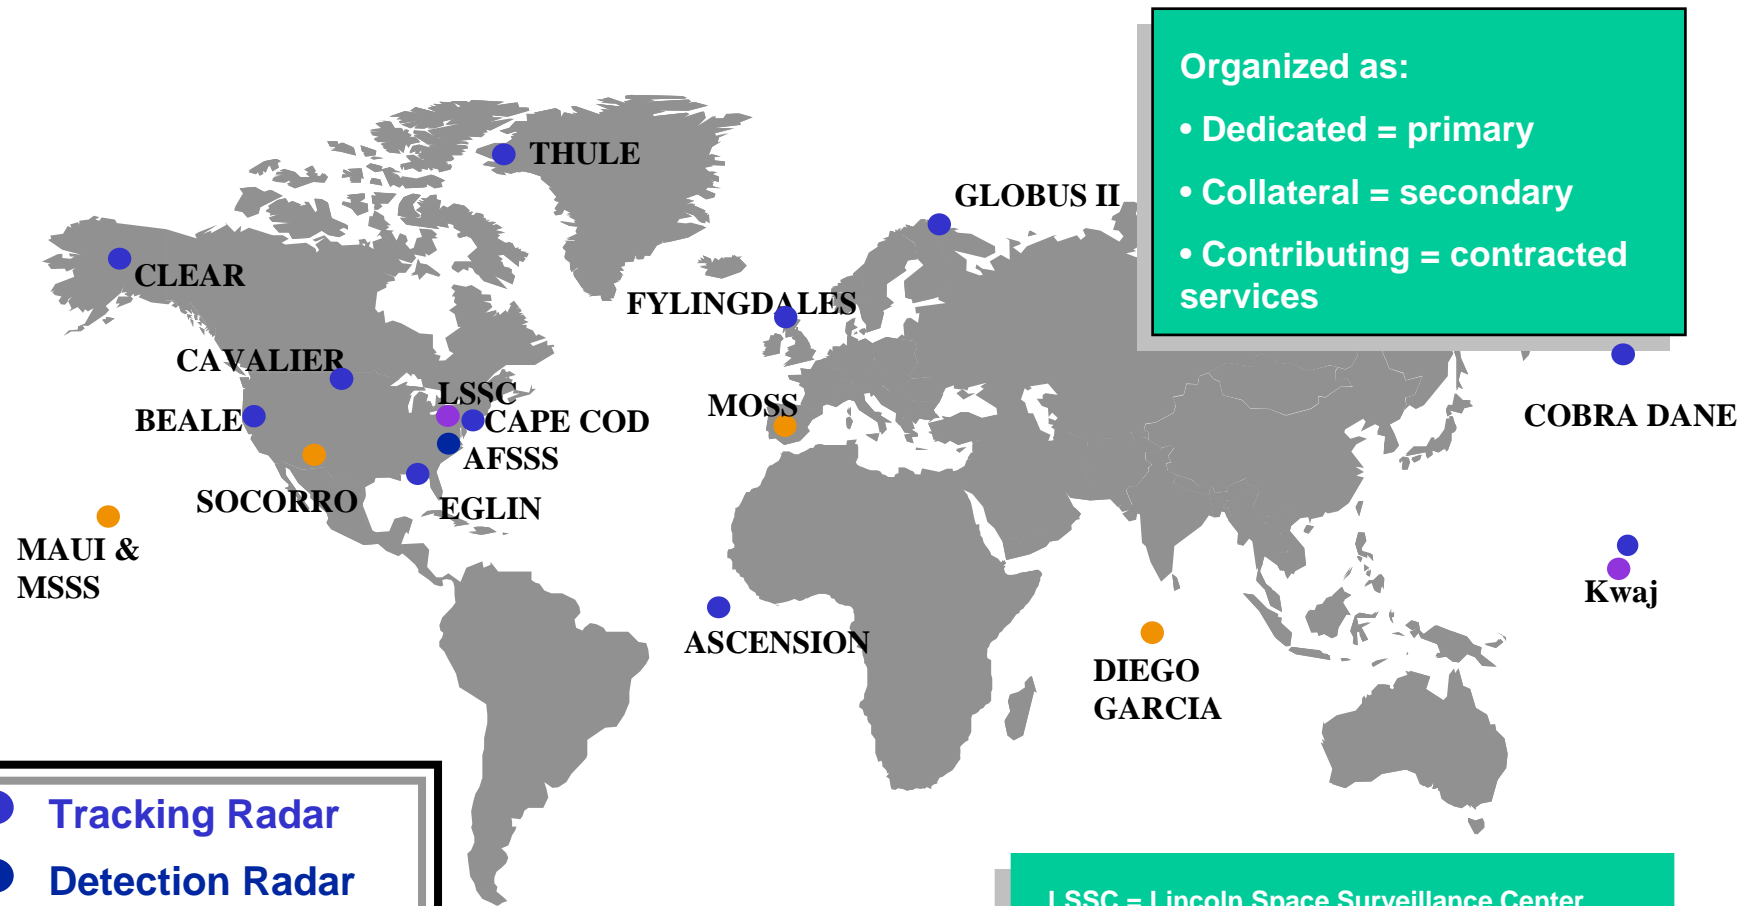 Organized as:
• Dedicated = primary
• Collateral = secondary
• Contributing = contracted
services
THULE
GLOBUS II
CLEAR
FYLINGDALES
CAVALIER
LSSC
BEALE
CAPE COD
MOSS
COBRA DANE
AFSSS
SOCORRO
EGLIN
MAUI &
MSSS
Kwaj
ASCENSION
DIEGO
GARCIA
Tracking Radar
Detection Radar
LSSC = Lincoln Space Surveillance Center